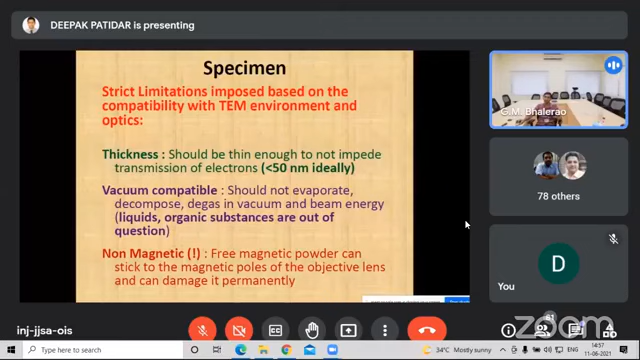 DEEPAK PATIDAR is presenting
Specimen
Strict Limitations imposed based on the
compatibility with TEM environment and
optics:
Thickness : Should be thin enough to not impede
transmission of electrons (<50 nm ideally)
Vacuum compatible : Should not evaporate,
decompose, degas in vacuum and beam energy
(liquids, organic substances are out of
question)
Non Magnetic (!) : Free magnetic powder can
stick to the magnetic poles of the objective lens
and can damage it permanently
G.M. Bhalerao
78 others
D
You
inj-jjsa-ois
81
zoom
Type here to search
34°C Mostly sunny
ENG
14:57
11-06-2021